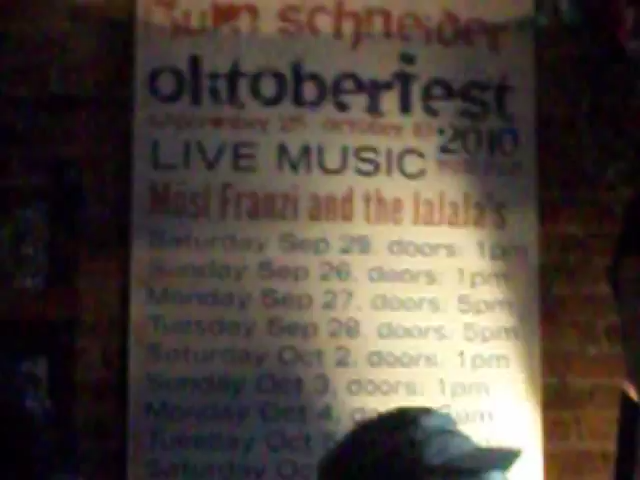 Zum schneider
oktoberfest
2010
LIVE MUSIC
Mösl Franzi and the Jalala's
Saturday Sep 25. doors: 1pm
Sunday Sep 26. doors: 1pm
Monday Sep 27. doors: 5pm
Tuesday Sep 28. doors: 5pm
Saturday Oct 2. doors: 1pm
Sunday Oct 3. doors: 1pm
Monday Oct 4.
Tuesday Oct
Saturday Oc